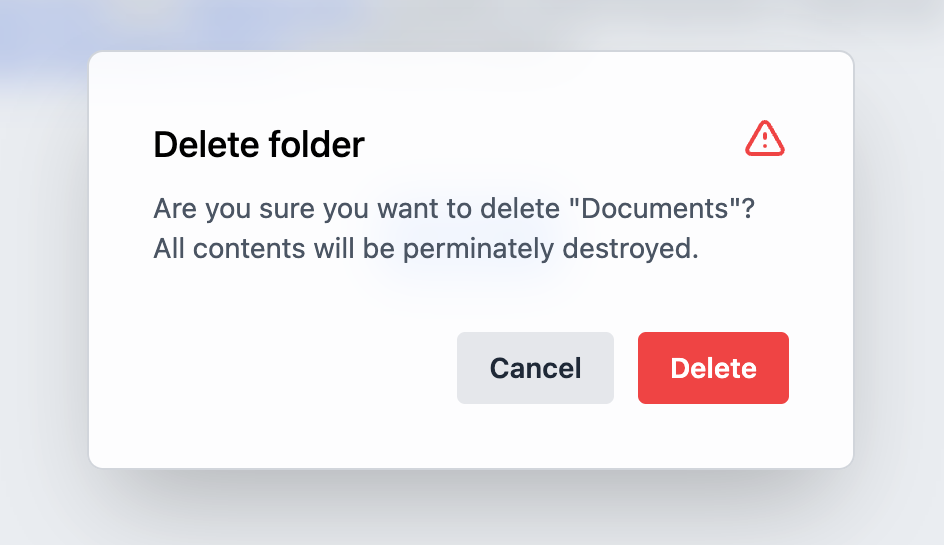 Delete folder
Are you sure you want to delete "Documents"?
All contents will be perminately destroyed.
Cancel
Delete